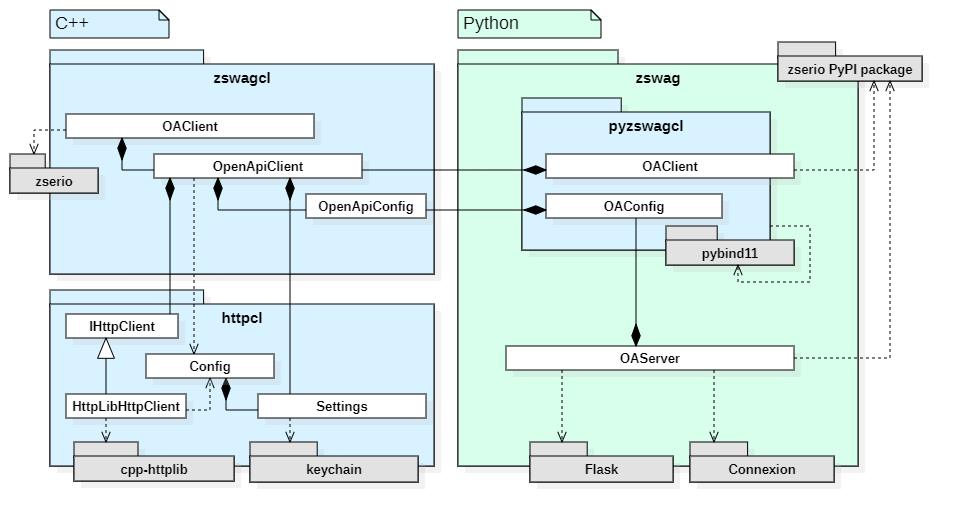 C++
Python
zswagcl
zswag
zserio PyPI package
OAClient
pyzswagcl
OpenApiClient
OAClient
zserio
OpenApiConfig
OAConfig
pybind11
httpcl
IHttpClient
Config
OAServer
HttpLibHttpClient
Settings
cpp-httplib
keychain
Flask
Connexion